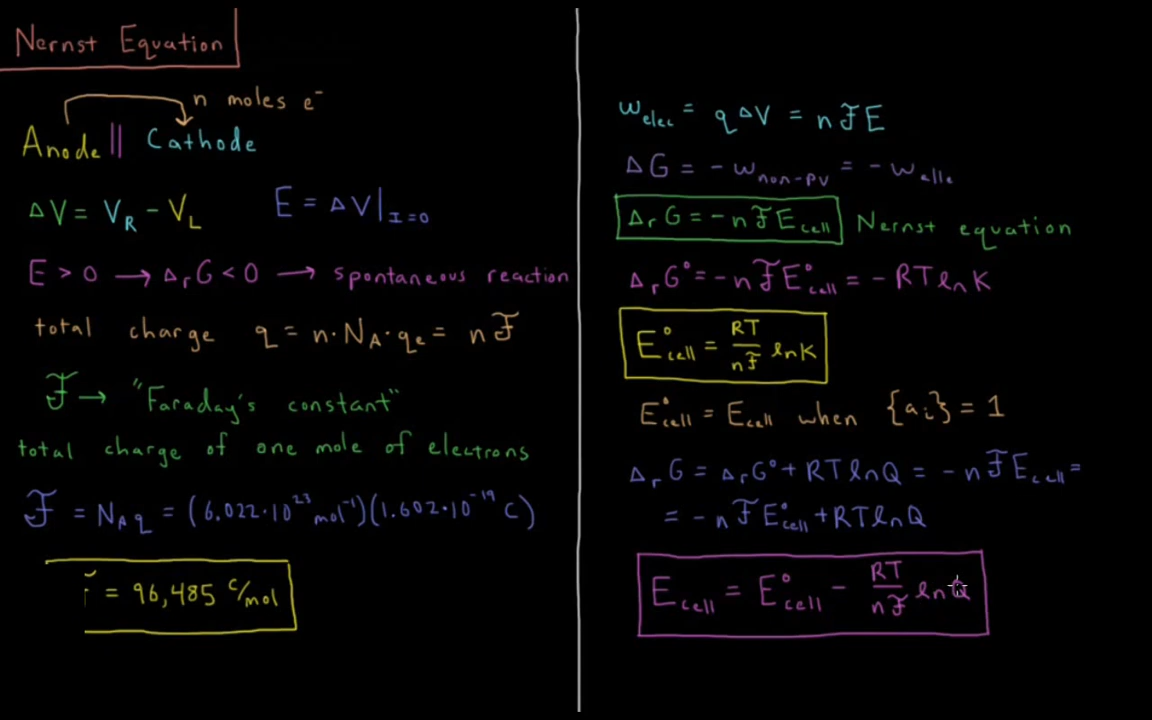 Nernst Equation
n moles e⁻
Anode || Cathode
ΔV = V_R - V_L   E = ΔV|_I=0
E > 0 → Δ_rG < 0 → spontaneous reaction
total charge q = n · N_A · q_e = nℱ
ℱ → "Faraday's constant"
total charge of one mole of electrons
ℱ = N_A q = (6.022·10²³ mol⁻¹)(1.602·10⁻¹⁹ C)
= 96,485 C/mol
w_elec = qΔV = nℱE
ΔG = -w_non-PV = -w_elle
Δ_rG = -nℱE_cell Nernst equation
Δ_rG° = -nℱE°_cell = -RT ln K
E°_cell = RT/nℱ ln K
E°_cell = E_cell when {a_i} = 1
Δ_rG = Δ_rG° + RT ln Q = -nℱE_cell =
= -nℱE°_cell + RT ln Q
E_cell = E°_cell - RT/nℱ ln Q